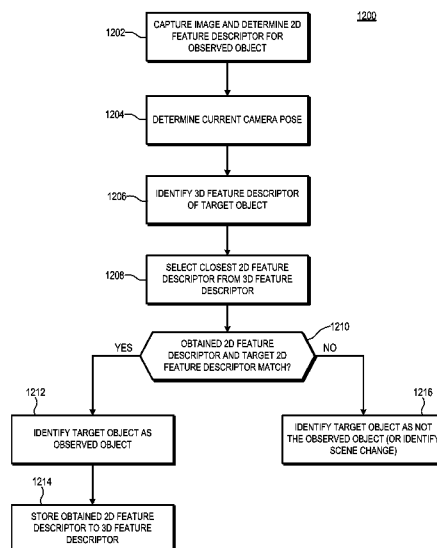 1200
1202
CAPTURE IMAGE AND DETERMINE 2D
FEATURE DESCRIPTOR FOR
OBSERVED OBJECT
1204
DETERMINE CURRENT CAMERA POSE
1206
IDENTIFY 3D FEATURE DESCRIPTOR
OF TARGET OBJECT
1208
SELECT CLOSEST 2D FEATURE
DESCRIPTOR FROM 3D FEATURE
DESCRIPTOR
1210
OBTAINED 2D FEATURE
DESCRIPTOR AND TARGET 2D
FEATURE DESCRIPTOR MATCH?
YES
NO
1212
IDENTIFY TARGET OBJECT AS
OBSERVED OBJECT
1216
IDENTIFY TARGET OBJECT AS NOT
THE OBSERVED OBJECT (OR IDENTIFY
SCENE CHANGE)
1214
STORE OBTAINED 2D FEATURE
DESCRIPTOR TO 3D FEATURE
DESCRIPTOR